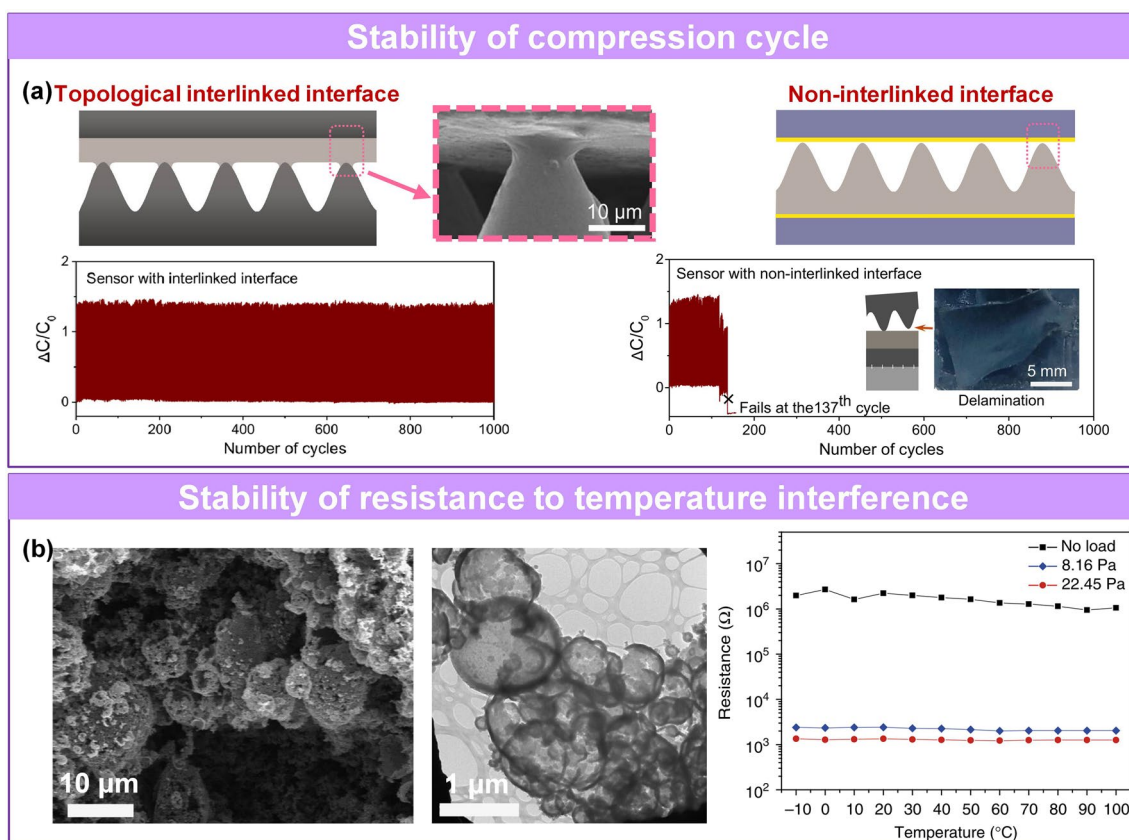 Stability of compression cycle
(a)
Topological interlinked interface
Non-interlinked interface
10 µm
2
Sensor with interlinked interface
1
0
ΔC/C0
0 200 400 600 800 1000
Number of cycles
2
Sensor with non-interlinked interface
1
0
ΔC/C0
5 mm
Delamination
Fails at the137th cycle
0 200 400 600 800 1000
Number of cycles
Stability of resistance to temperature interference
(b)
10 µm
1 µm
No load
8.16 Pa
22.45 Pa
10^7
10^6
10^5
10^4
10^3
10^2
Resistance (Ω)
–10 0 10 20 30 40 50 60 70 80 90 100
Temperature (°C)